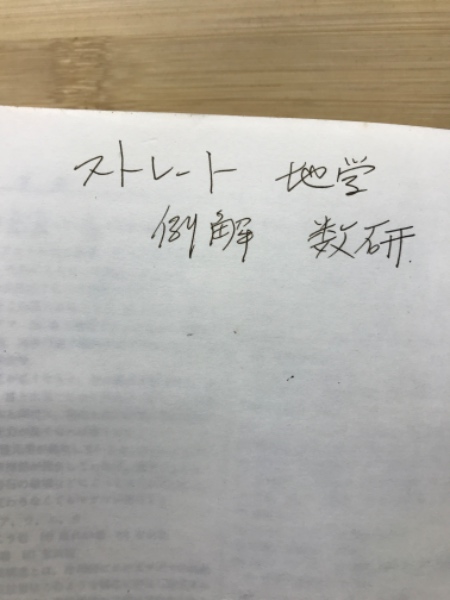 ストレート 地学
例解 数研